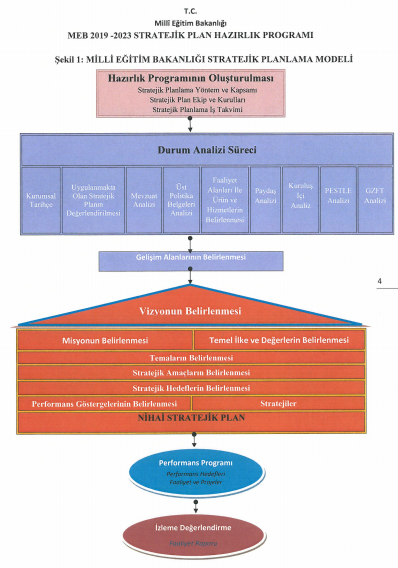 T.C.
Millî Eğitim Bakanlığı
MEB 2019 -2023 STRATEJİK PLAN HAZIRLIK PROGRAMI
Şekil 1: MİLLİ EĞİTİM BAKANLIĞI STRATEJİK PLANLAMA MODELİ
Hazırlık Programının Oluşturulması
Stratejik Planlama Yöntem ve Kapsamı
Stratejik Plan Ekip ve Kurulları
Stratejik Planlama İş Takvimi
Durum Analizi Süreci
Kurumsal
Tarihçe
Uygulanmakta
Olan Stratejik
Planın
Değerlendirilmesi
Mevzuat
Analizi
Üst
Politika
Belgeleri
Analizi
Faaliyet
Alanları İle
Ürün ve
Hizmetlerin
Belirlenmesi
Paydaş
Analizi
Kuruluş
İçi
Analiz
PESTLE
Analizi
GZFT
Analizi
Gelişim Alanlarının Belirlenmesi
4
Vizyonun Belirlenmesi
Misyonun Belirlenmesi
Temel İlke ve Değerlerin Belirlenmesi
Temaların Belirlenmesi
Stratejik Amaçların Belirlenmesi
Stratejik Hedeflerin Belirlenmesi
Performans Göstergelerinin Belirlenmesi
Stratejiler
NİHAİ STRATEJİK PLAN
Performans Programı
Performans Hedefleri
Faaliyet ve Projeler
İzleme Değerlendirme
Faaliyet Raporu